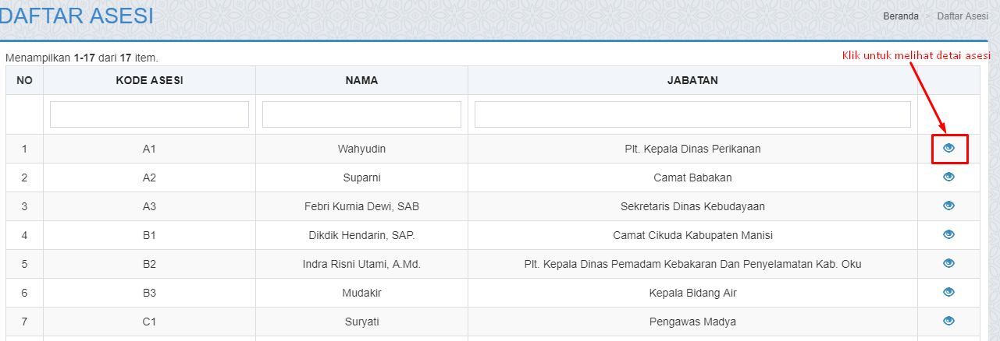 DAFTAR ASESI
Beranda > Daftar Asesi
Menampilkan 1-17 dari 17 item.
Klik untuk melihat detai asesi
NO KODE ASESI NAMA JABATAN
1 A1 Wahyudin Plt. Kepala Dinas Perikanan
2 A2 Suparni Camat Babakan
3 A3 Febri Kurnia Dewi, SAB Sekretaris Dinas Kebudayaan
4 B1 Dikdik Hendarin, SAP. Camat Cikuda Kabupaten Manisi
5 B2 Indra Risni Utami, A.Md. Plt. Kepala Dinas Pemadam Kebakaran Dan Penyelamatan Kab. Oku
6 B3 Mudakir Kepala Bidang Air
7 C1 Suryati Pengawas Madya